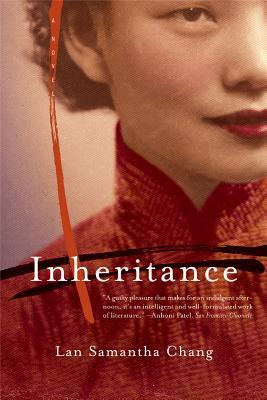 A NOVEL
Inheritance
"A guilty pleasure that makes for an indulgent after-
noon, it's an intelligent and well-formulated work
of literature." —Anhoni Patel, San Francisco Chronicle
Lan Samantha Chang